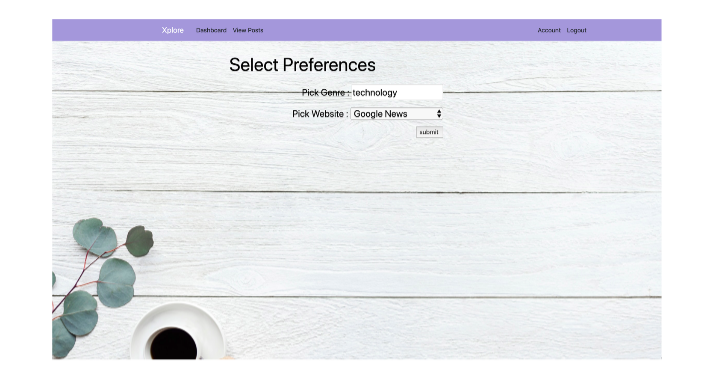 Xplore Dashboard View Posts Account Logout
Select Preferences
Pick Genre : technology
Pick Website : Google News
submit